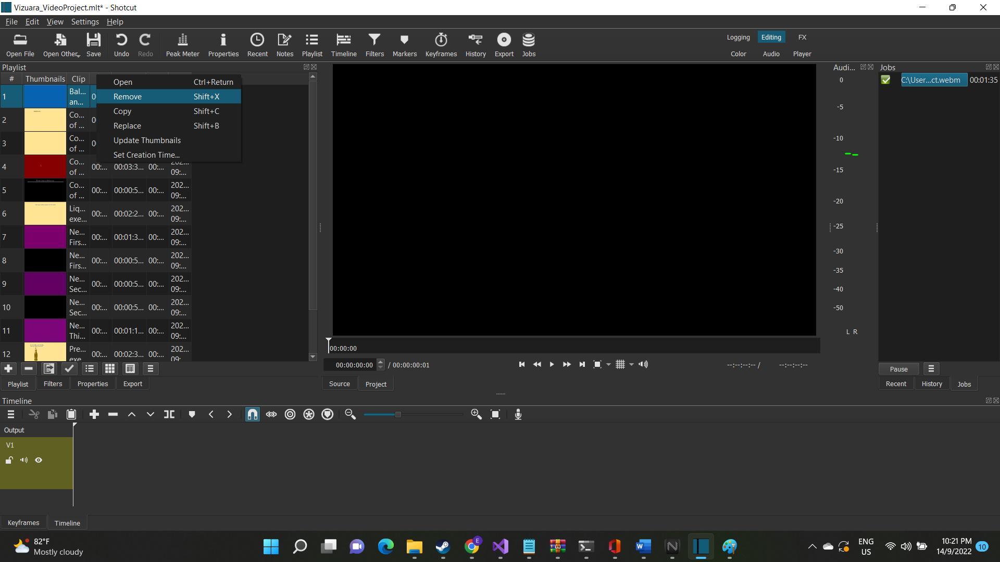 Vizuara_VideoProject.mlt* - Shotcut
File Edit View Settings Help
Open File Open Other... Save Undo Redo Peak Meter Properties Recent Notes Playlist Timeline Filters Markers Keyframes History Export Jobs
Logging Editing FX
Color Audio Player
Playlist
# Thumbnails Clip
1 Bal... an... 00
2 Co... of ... 00
3 Co... of ... 00
4 Co... of ... 00:... 00:03:3... 00:... 202... 09:...
5 Co... of ... 00:... 00:00:5... 00:... 202... 09:...
6 Liq... exe... 00:... 00:02:2... 00:... 202... 09:...
7 Ne... Firs... 00:... 00:01:3... 00:... 202... 09:...
8 Ne... Firs... 00:... 00:00:5... 00:... 202... 09:...
9 Ne... Sec... 00:... 00:00:5... 00:... 202... 09:...
10 Ne... Sec... 00:... 00:00:5... 00:... 202... 09:...
11 Ne... Thi... 00:... 00:01:1... 00:... 202... 09:...
12 Pre... exe 00:... 00:02:3... 00:... 202... 09:
Open Ctrl+Return
Remove Shift+X
Copy Shift+C
Replace Shift+B
Update Thumbnails
Set Creation Time...
Playlist Filters Properties Export
00:00:00
00:00:00:00 / 00:00:00:01
--:--:--:-- / --:--:--:--
Source Project
Audi...
0
-5
-10
-15
-20
-25
-30
-35
-40
-50
L R
Jobs
C:\User...ct.webm 00:01:35
Pause
Recent History Jobs
Timeline
Output
V1
Keyframes Timeline
82°F
Mostly cloudy
E
N
ENG
US
10:21 PM
14/9/2022
10